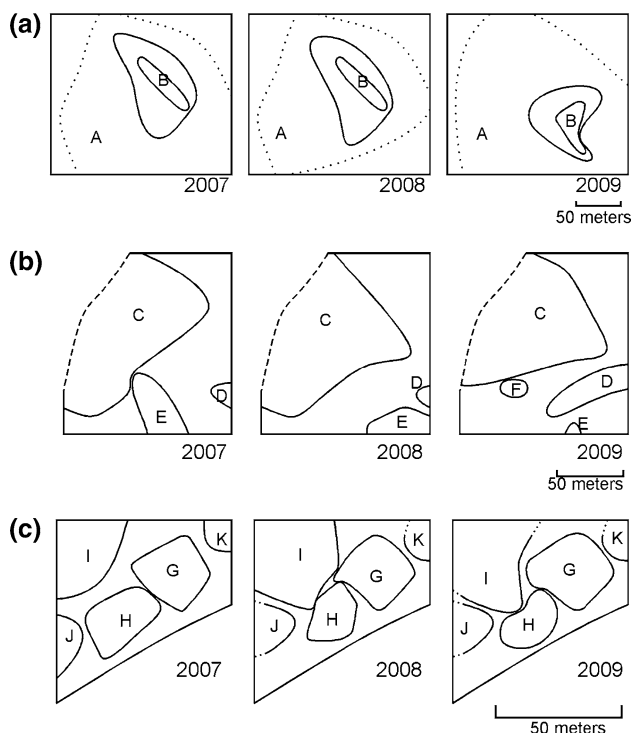 (a)
A B A B A B
2007 2008 2009
50 meters
(b)
C C C
D D F D
E E E
2007 2008 2009
50 meters
(c)
I G K I G K I G K
J H J H J H
2007 2008 2009
50 meters